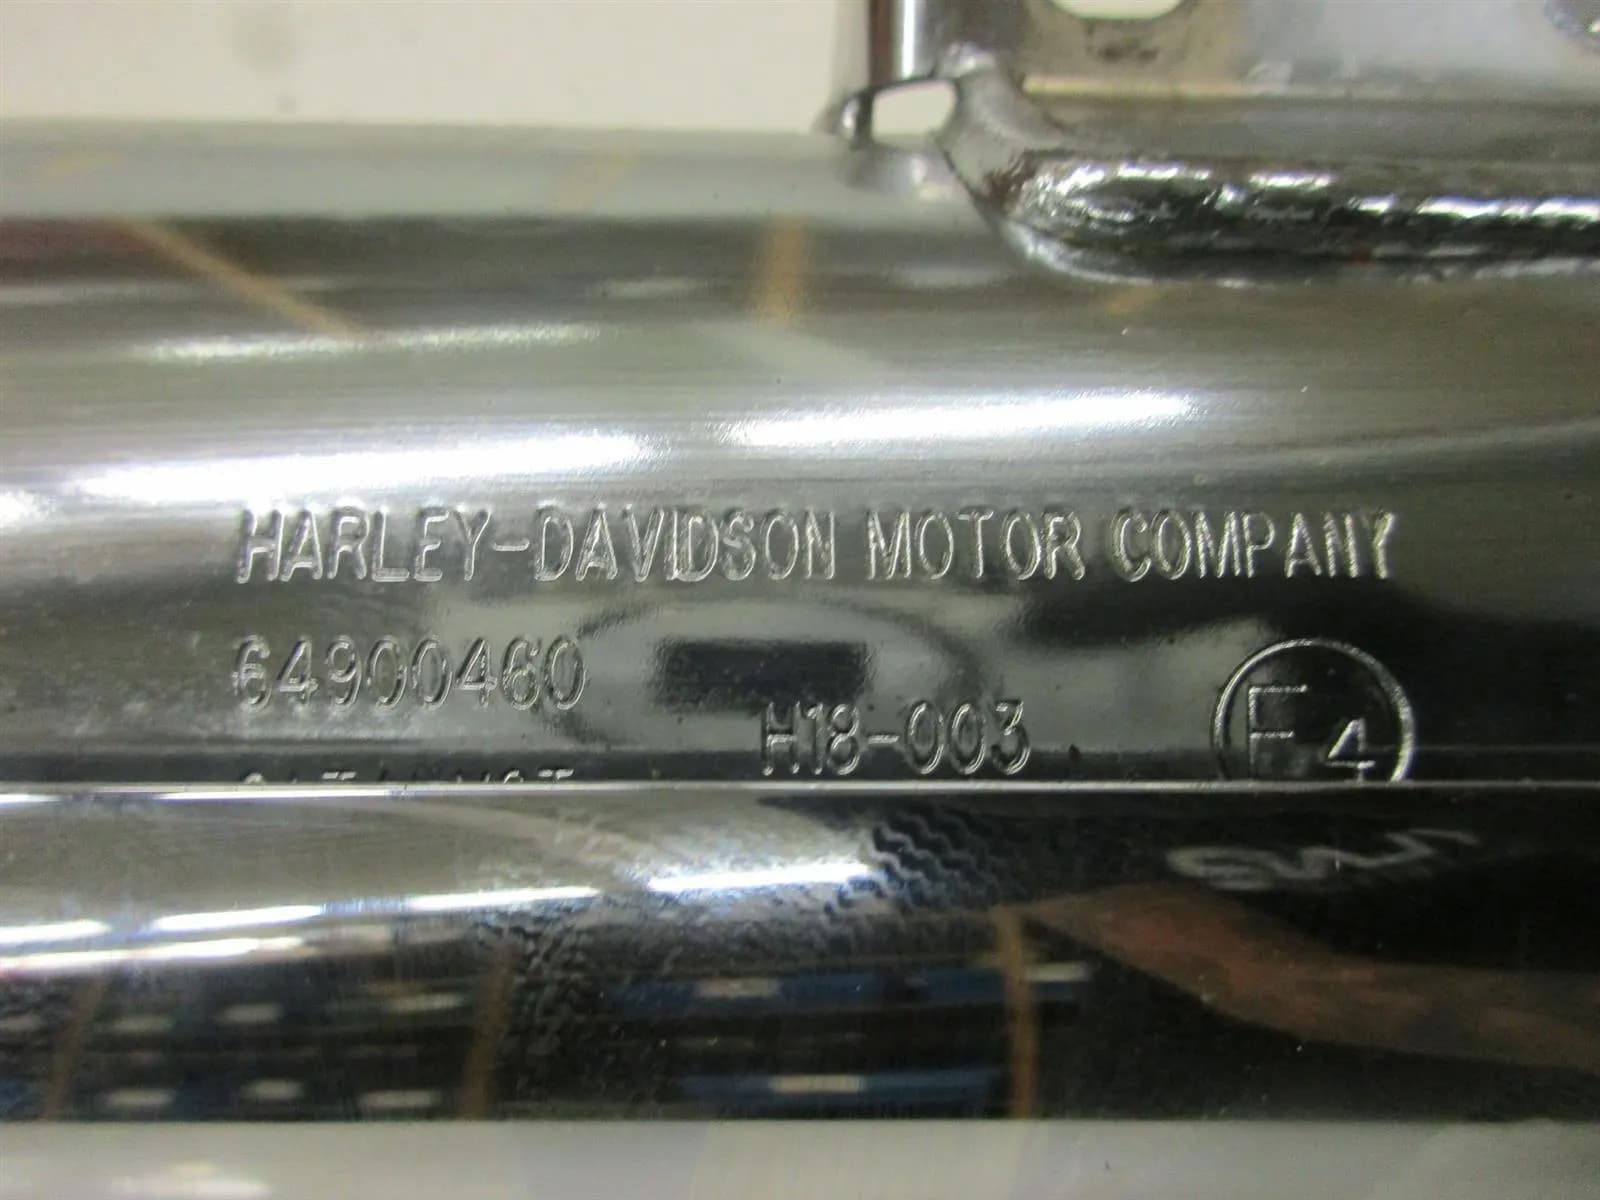 HARLEY-DAVIDSON MOTOR COMPANY
64900460
H18-003
E4